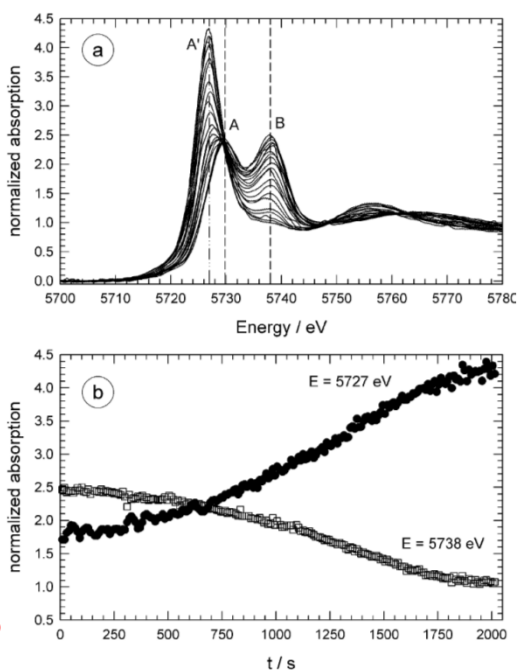 a
A'
A
B
normalized absorption
4.5
4.0
3.5
3.0
2.5
2.0
1.5
1.0
0.5
0.0
5700 5710 5720 5730 5740 5750 5760 5770 5780
Energy / eV
b
E = 5727 eV
E = 5738 eV
normalized absorption
4.5
4.0
3.5
3.0
2.5
2.0
1.5
1.0
0.5
0 250 500 750 1000 1250 1500 1750 2000
t / s